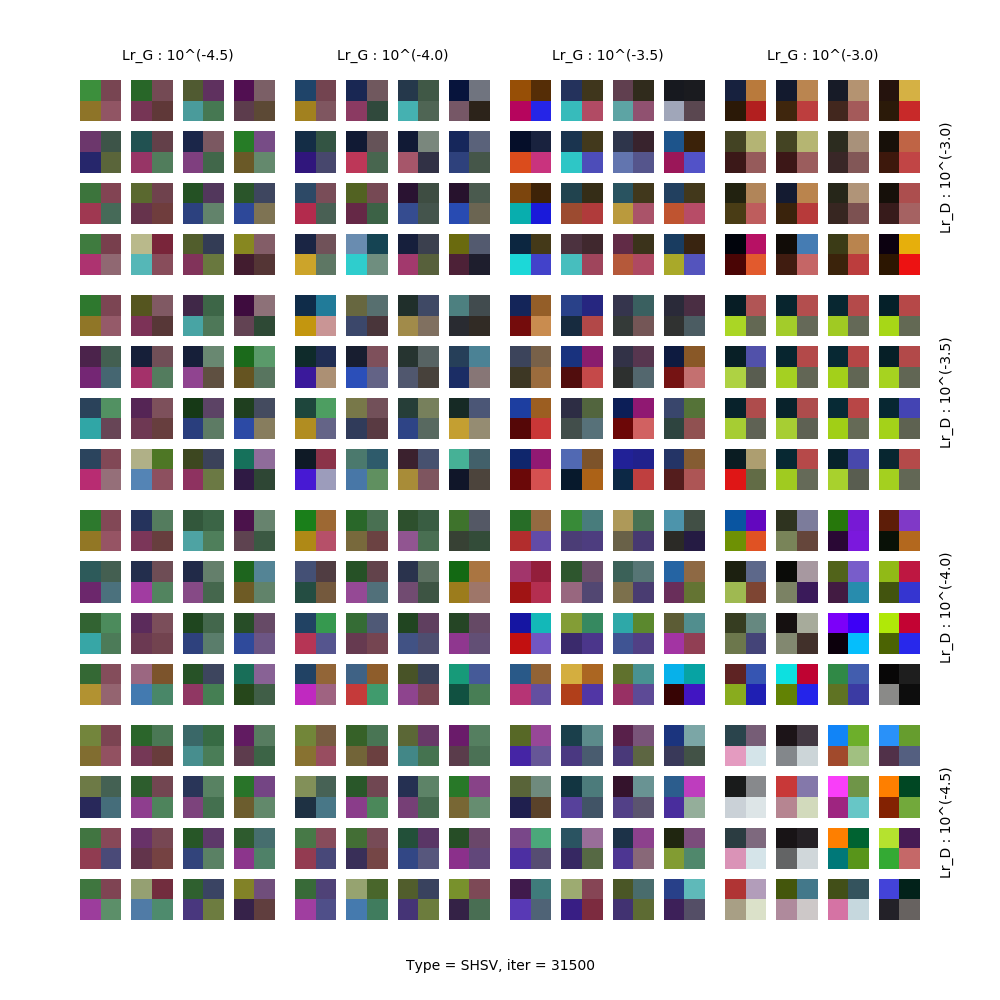 Lr_G : 10^(-4.5)
Lr_G : 10^(-4.0)
Lr_G : 10^(-3.5)
Lr_G : 10^(-3.0)
Lr_D : 10^(-3.0)
Lr_D : 10^(-3.5)
Lr_D : 10^(-4.0)
Lr_D : 10^(-4.5)
Type = SHSV, iter = 31500